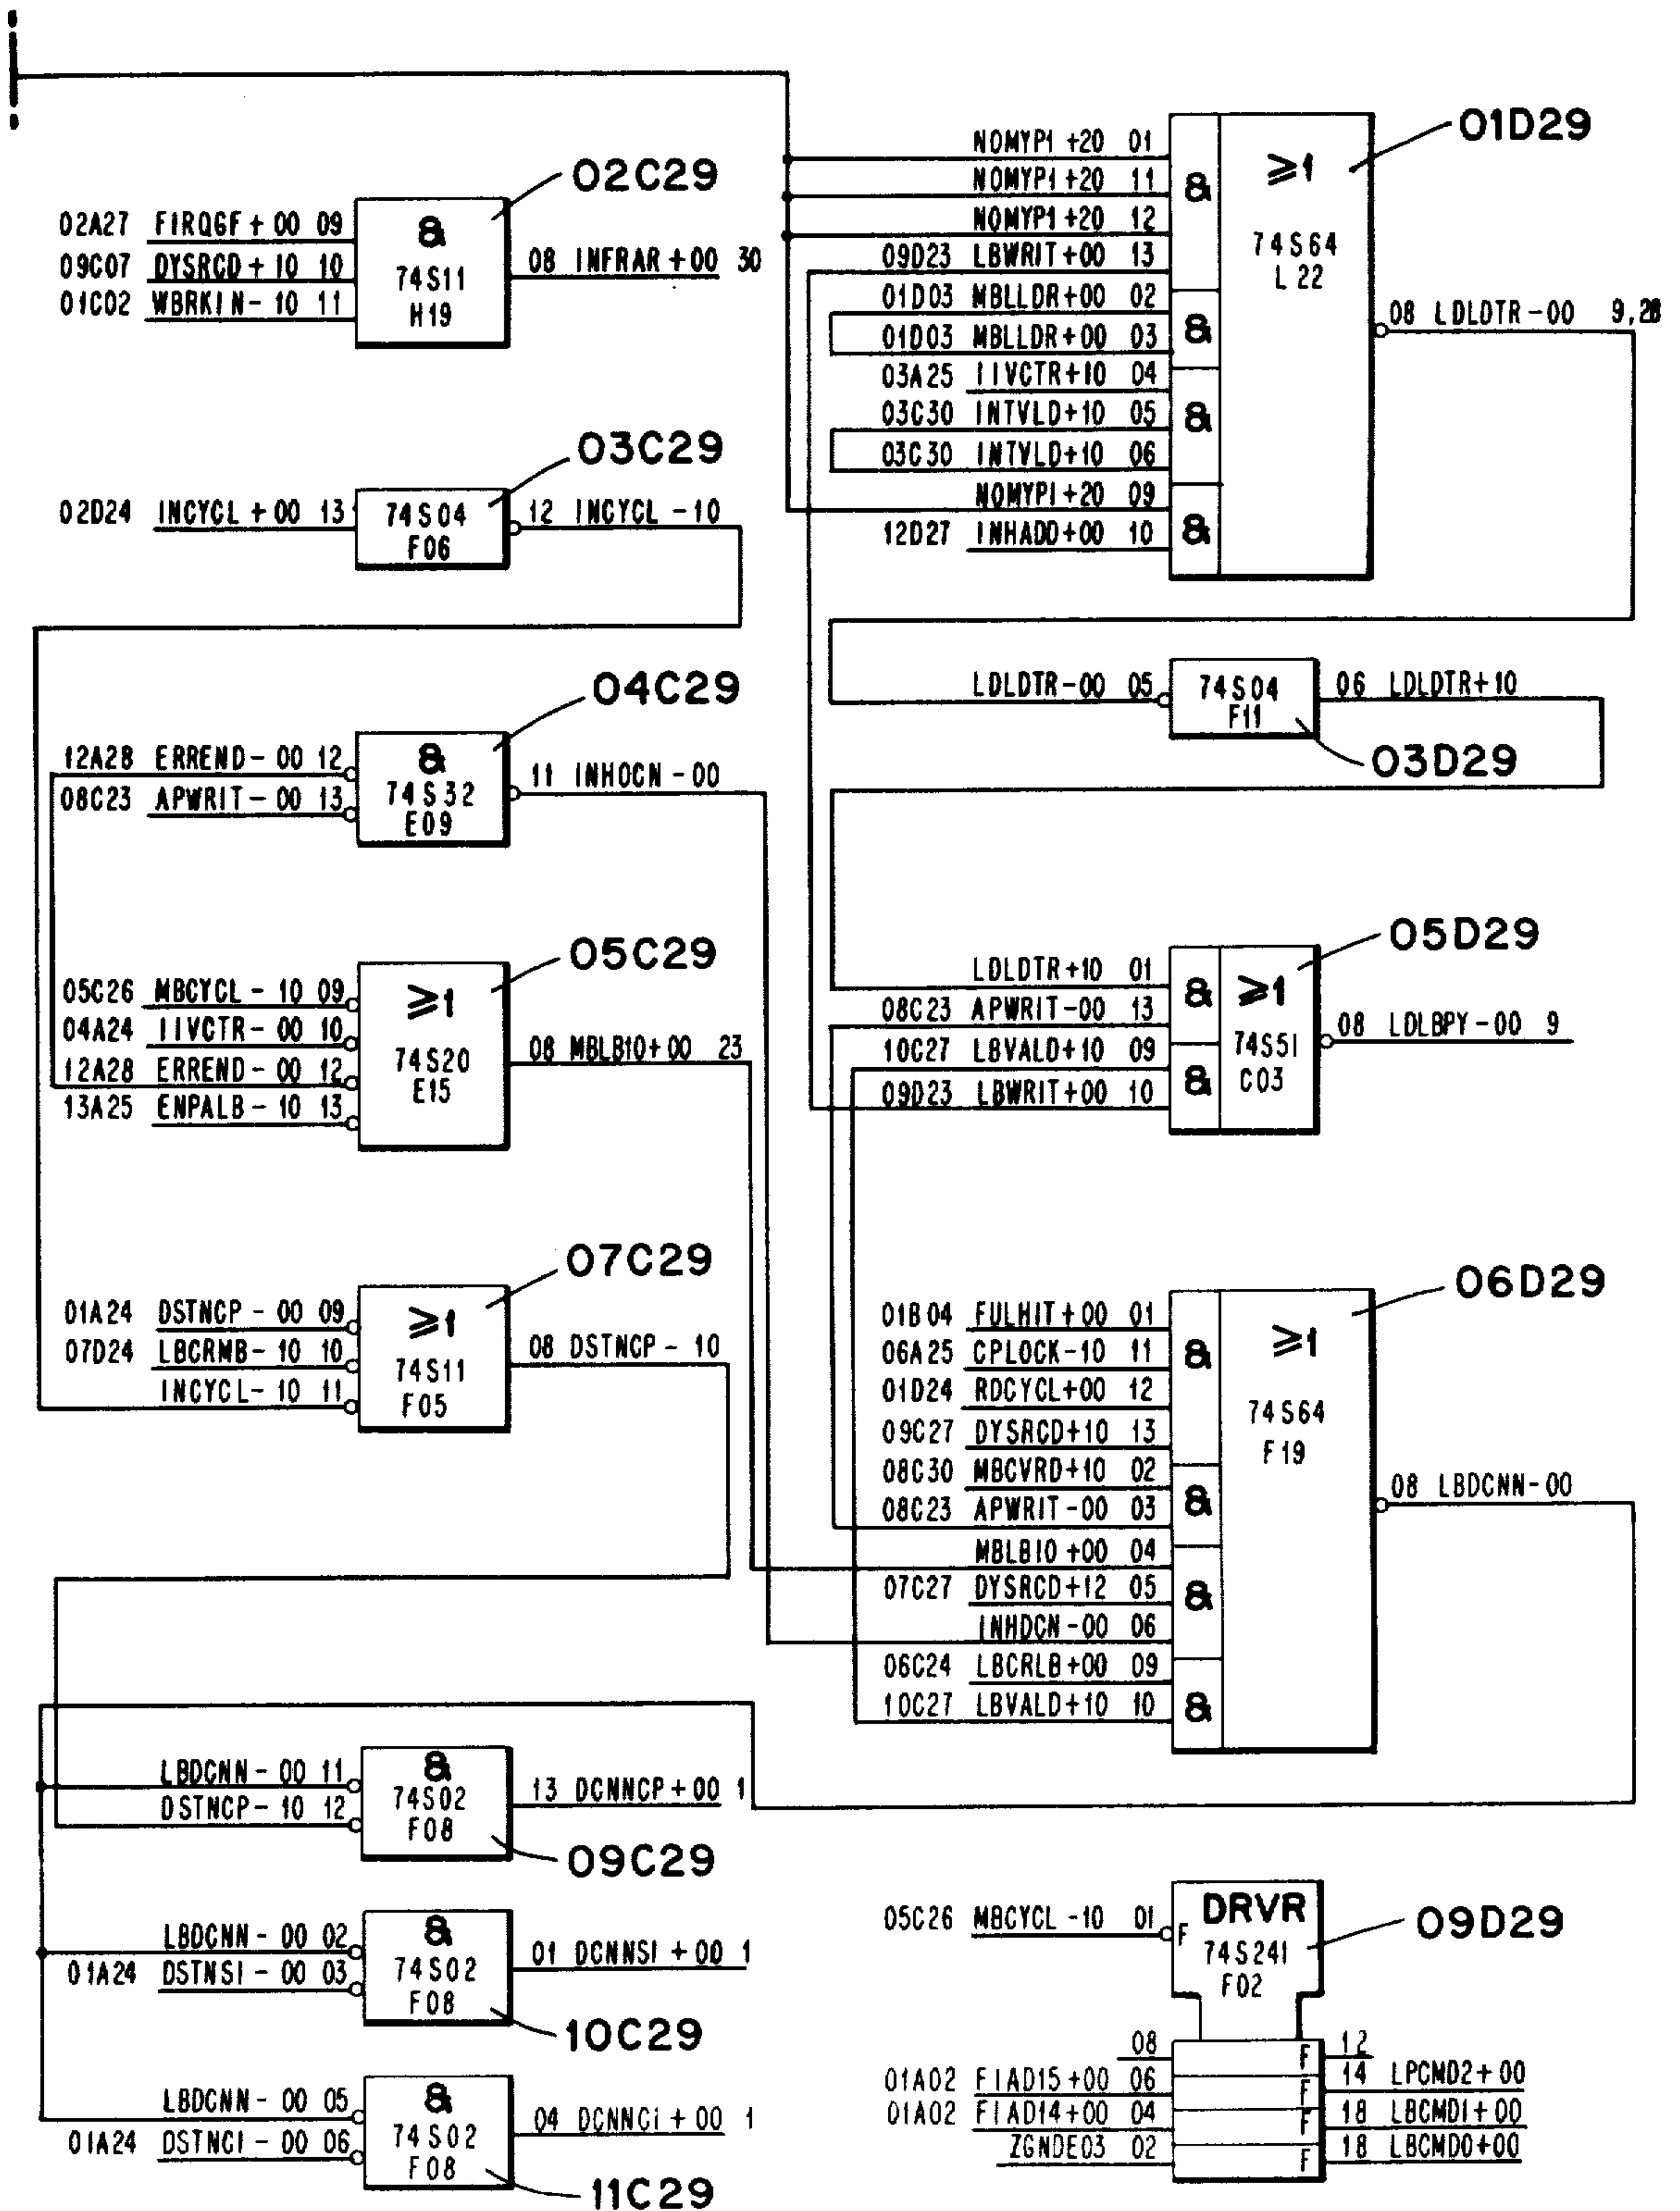 02C29
02A27 FIRQGF+00 09
09C07 DYSRCD+10 10
01C02 WBRKIN-10 11
&
74S11
H19
08 INFRAR+00 30
03C29
02D24 INCYCL+00 13
74S04
F06
12 INCYCL-10
04C29
12A28 ERREND-00 12
08C23 APWRIT-00 13
&
74S32
E09
11 INHOCN-00
05C29
05C26 MBCYCL-10 09
04A24 IIVCTR-00 10
12A28 ERREND-00 12
13A25 ENPALB-10 13
≥1
74S20
E15
08 MBLB10+00 23
07C29
01A24 DSTNCP-00 09
07D24 LBCRMB-10 10
INCYCL-10 11
≥1
74S11
F05
08 DSTNCP-10
LBDCNN-00 11
DSTNCP-10 12
&
74S02
F08
13 DCNNCP+00 1
09C29
LBDCNN-00 02
01A24 DSTNSI-00 03
&
74S02
F08
01 DCNNSI+00 1
10C29
LBDCNN-00 05
01A24 DSTNCI-00 06
&
74S02
F08
04 DCNNCI+00 1
11C29
01D29
NOMYP1+20 01
NOMYP1+20 11
NOMYP1+20 12
09D23 LBWRIT+00 13
01D03 MBLLDR+00 02
01D03 MBLLDR+00 03
03A25 IIVCTR+10 04
03C30 INTVLD+10 05
03C30 INTVLD+10 06
NOMYP1+20 09
12D27 INHADD+00 10
&
&
&
&
≥1
74S64
L22
08 LDLDTR-00 9,28
LDLDTR-00 05
74S04
F11
06 LDLDTR+10
03D29
05D29
LDLDTR+10 01
08C23 APWRIT-00 13
10C27 LBVALD+10 09
09D23 LBWRIT+00 10
&
&
≥1
74S51
C03
08 LDLBPY-00 9
06D29
01B04 FULHIT+00 01
06A25 CPLOCK-10 11
01D24 RDCYCL+00 12
09C27 DYSRCD+10 13
08C30 MBCVRD+10 02
08C23 APWRIT-00 03
MBLB10+00 04
07C27 DYSRCD+12 05
INHDCN-00 06
06C24 LBCRLB+00 09
10C27 LBVALD+10 10
&
&
&
&
≥1
74S64
F19
08 LBDCNN-00
05C26 MBCYCL-10 01
F
DRVR
74S241
F02
09D29
08 F 12
01A02 FIAD15+00 06 F 14 LPCMD2+00
01A02 FIAD14+00 04 F 18 LBCMD1+00
ZGNDE03 02 F 18 LBCMD0+00